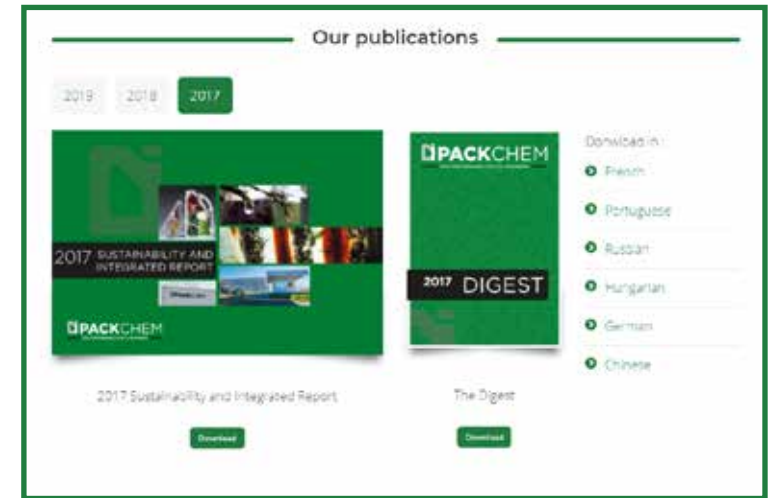 Our publications
2019 2018 2017
2017 SUSTAINABILITY AND
INTEGRATED REPORT
PACKCHEM
2017 Sustainability and Integrated Report
Download
PACKCHEM
2017 DIGEST
The Digest
Download
Donwload in :
French
Portuguese
Russian
Hungarian
German
Chinese